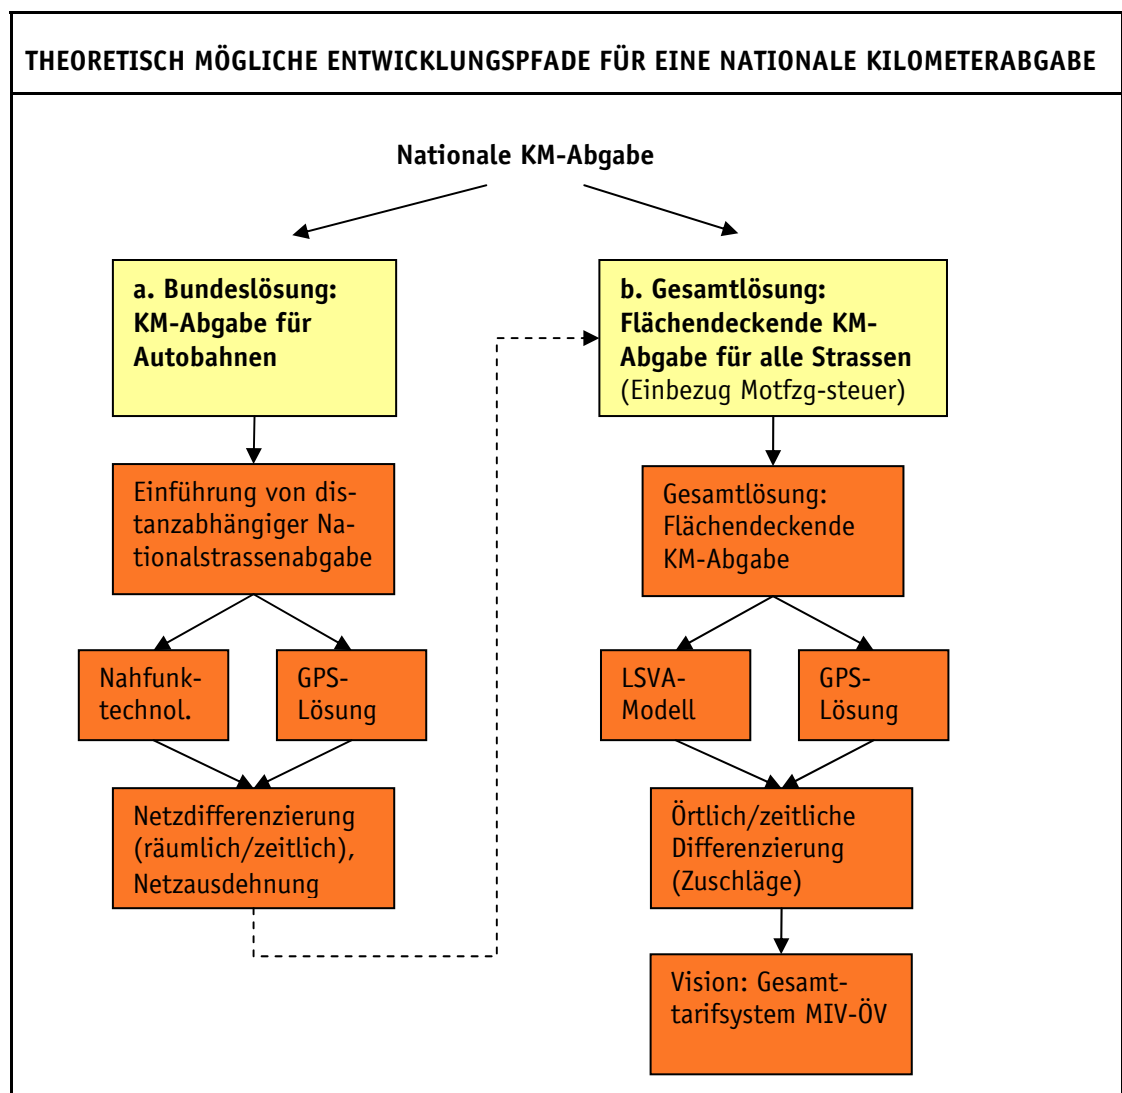 THEORETISCH MÖGLICHE ENTWICKLUNGSPFADE FÜR EINE NATIONALE KILOMETERABGABE
Nationale KM-Abgabe
a. Bundeslösung:
KM-Abgabe für
Autobahnen
b. Gesamtlösung:
Flächendeckende KM-
Abgabe für alle Strassen
(Einbezug Motfzg-steuer)
Einführung von dis-
tanzabhängiger Na-
tionalstrassenabgabe
Gesamtlösung:
Flächendeckende
KM-Abgabe
Nahfunk-
technol.
GPS-
Lösung
LSVA-
Modell
GPS-
Lösung
Netzdifferenzierung
(räumlich/zeitlich),
Netzausdehnung
Örtlich/zeitliche
Differenzierung
(Zuschläge)
Vision: Gesamt-
tarifsystem MIV-ÖV